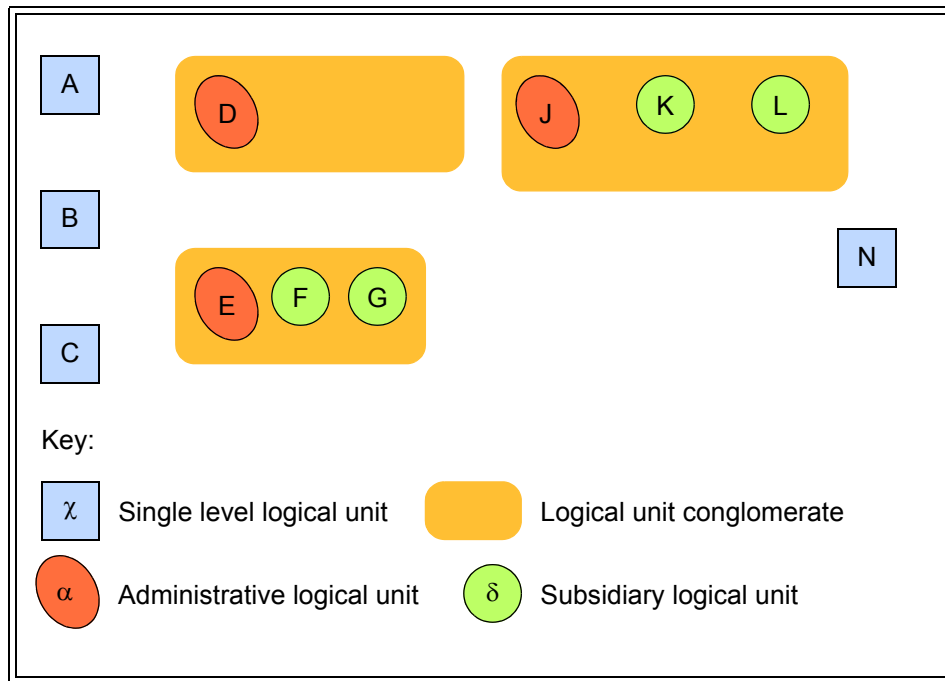 A
D
J
K
L
B
N
E
F
G
C
Key:
χ Single level logical unit
Logical unit conglomerate
α Administrative logical unit
δ Subsidiary logical unit